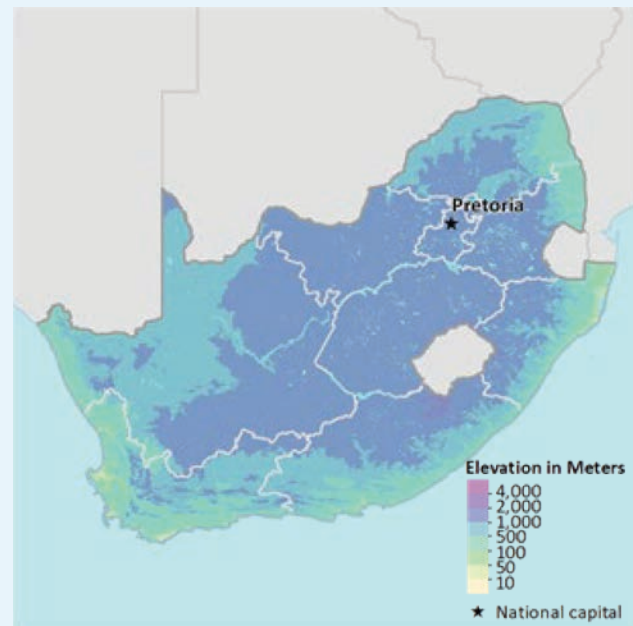 Pretoria
Elevation in Meters
4,000
2,000
1,000
500
100
50
10
★ National capital